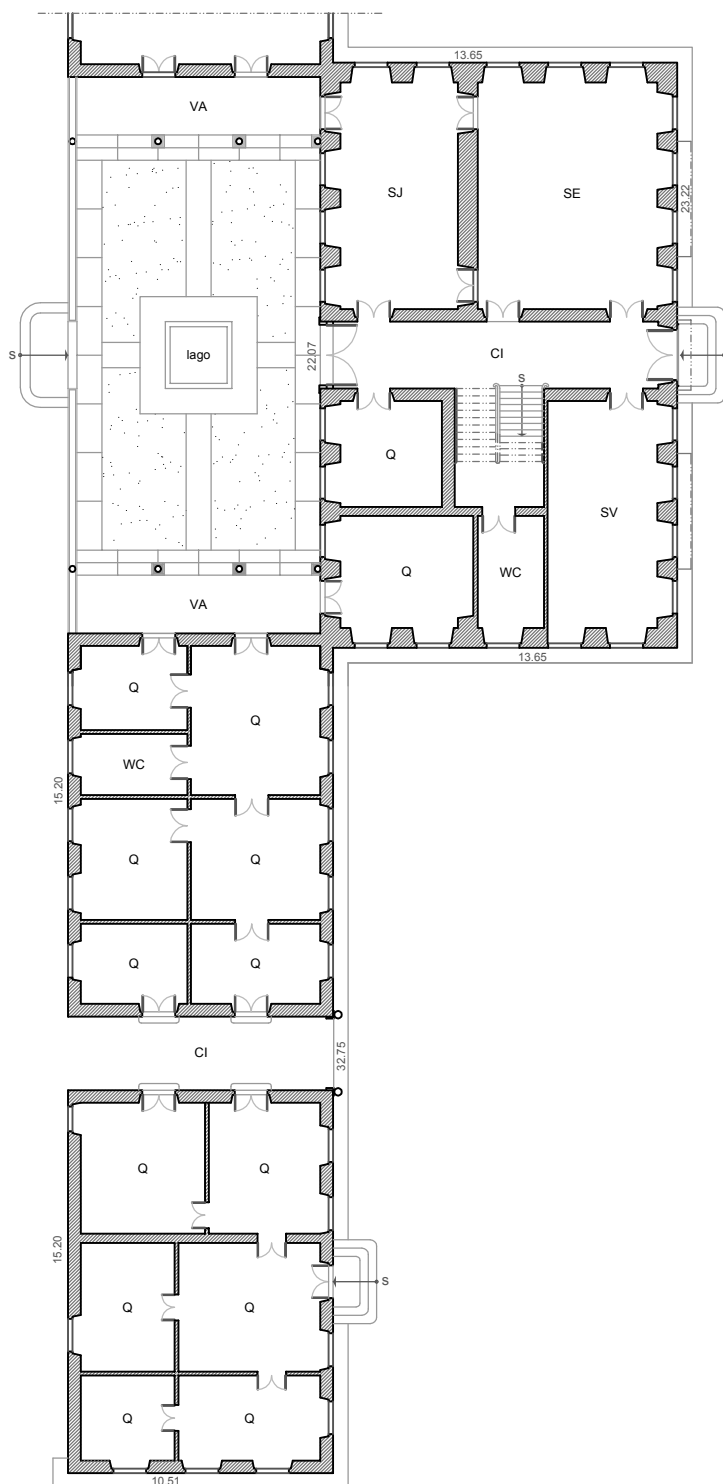 13.65
VA
SJ
SE
23.22
S
lago
22.07
CI
S
Q
SV
Q
WC
VA
13.65
Q
Q
WC
15.20
Q
Q
Q
Q
CI
32.75
Q
Q
15.20
S
Q
Q
Q
Q
10.51